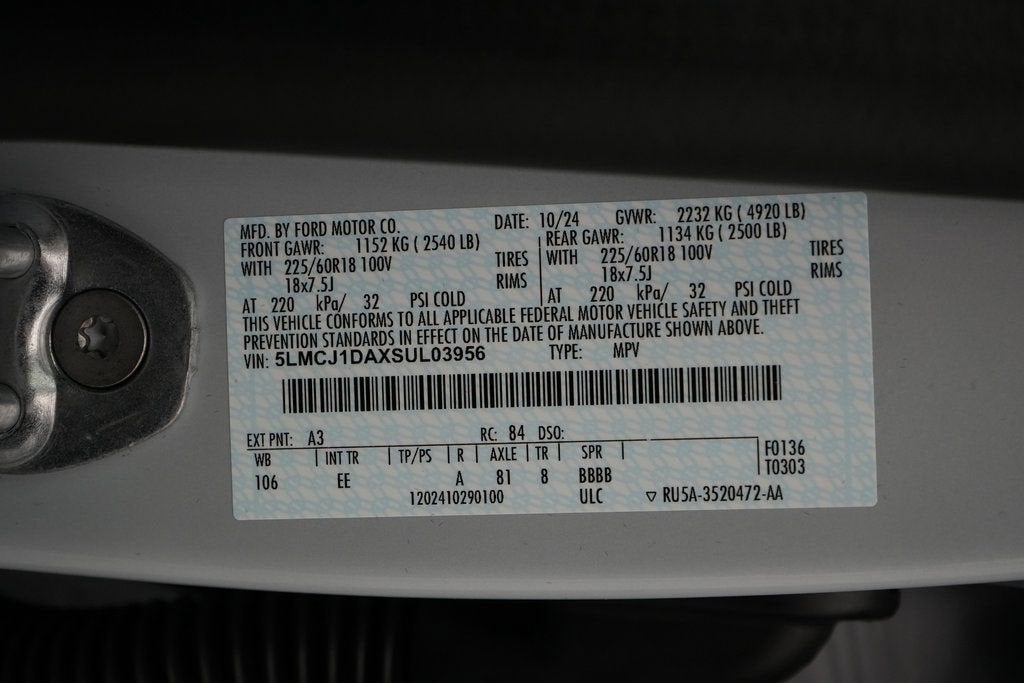 MFD. BY FORD MOTOR CO. DATE: 10/24 GVWR: 2232 KG ( 4920 LB)
FRONT GAWR: 1152 KG ( 2540 LB) REAR GAWR: 1134 KG ( 2500 LB)
WITH 225/60R18 100V TIRES WITH 225/60R18 100V TIRES
18x7.5J RIMS 18x7.5J RIMS
AT 220 kPa/ 32 PSI COLD AT 220 kPa/ 32 PSI COLD
THIS VEHICLE CONFORMS TO ALL APPLICABLE FEDERAL MOTOR VEHICLE SAFETY AND THEFT
PREVENTION STANDARDS IN EFFECT ON THE DATE OF MANUFACTURE SHOWN ABOVE.
VIN: 5LMCJ1DAXSUL03956 TYPE: MPV
EXT PNT: A3 RC: 84 DSO:
WB INT TR TP/PS R AXLE TR SPR F0136
106 EE A 81 8 BBBB T0303
1202410290100 ULC ▽ RU5A-3520472-AA